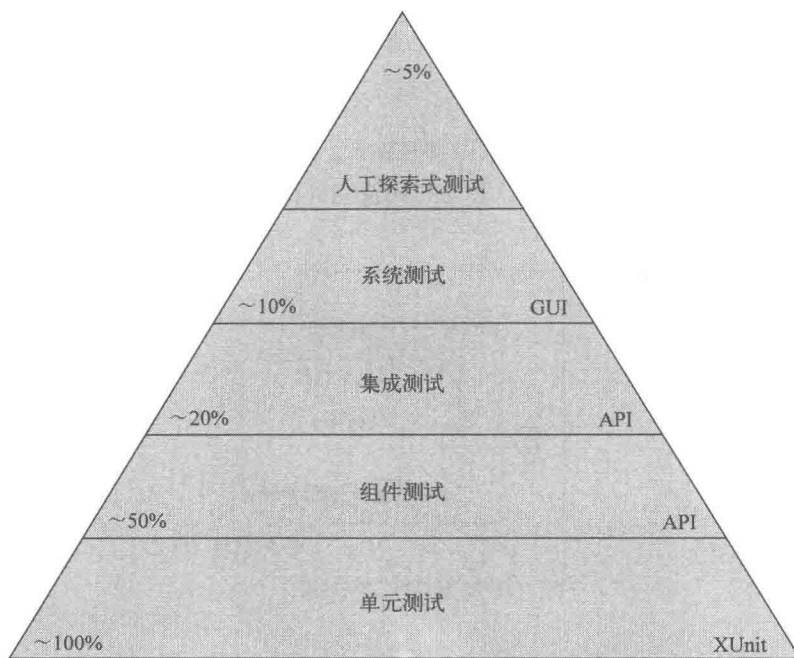 ~5%
人工探索式测试
系统测试
~10% GUI
集成测试
~20% API
组件测试
~50% API
单元测试
~100% XUnit